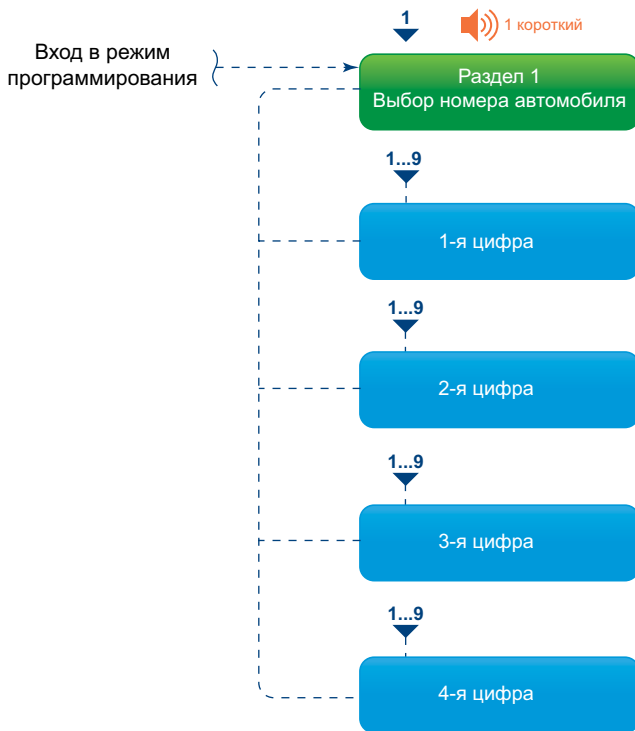 1
1 короткий
Вход в режим
программирования
Раздел 1
Выбор номера автомобиля
1...9
1-я цифра
1...9
2-я цифра
1...9
3-я цифра
1...9
4-я цифра